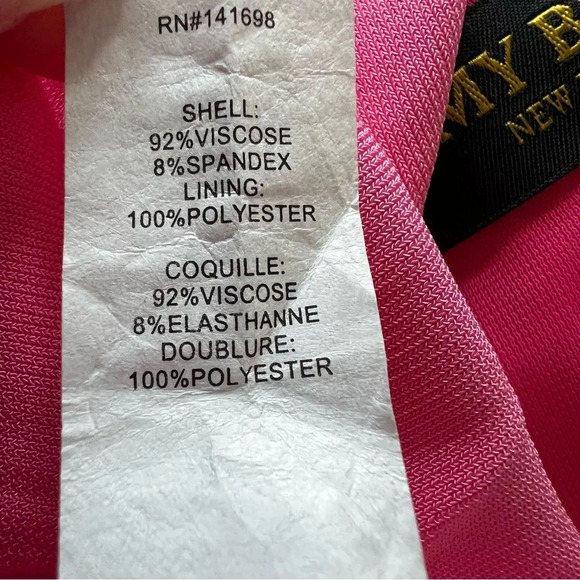 RN#141698
SHELL:
92%VISCOSE
8%SPANDEX
LINING:
100%POLYESTER
COQUILLE:
92%VISCOSE
8%ELASTHANNE
DOUBLURE:
100%POLYESTER
MY B
NEW